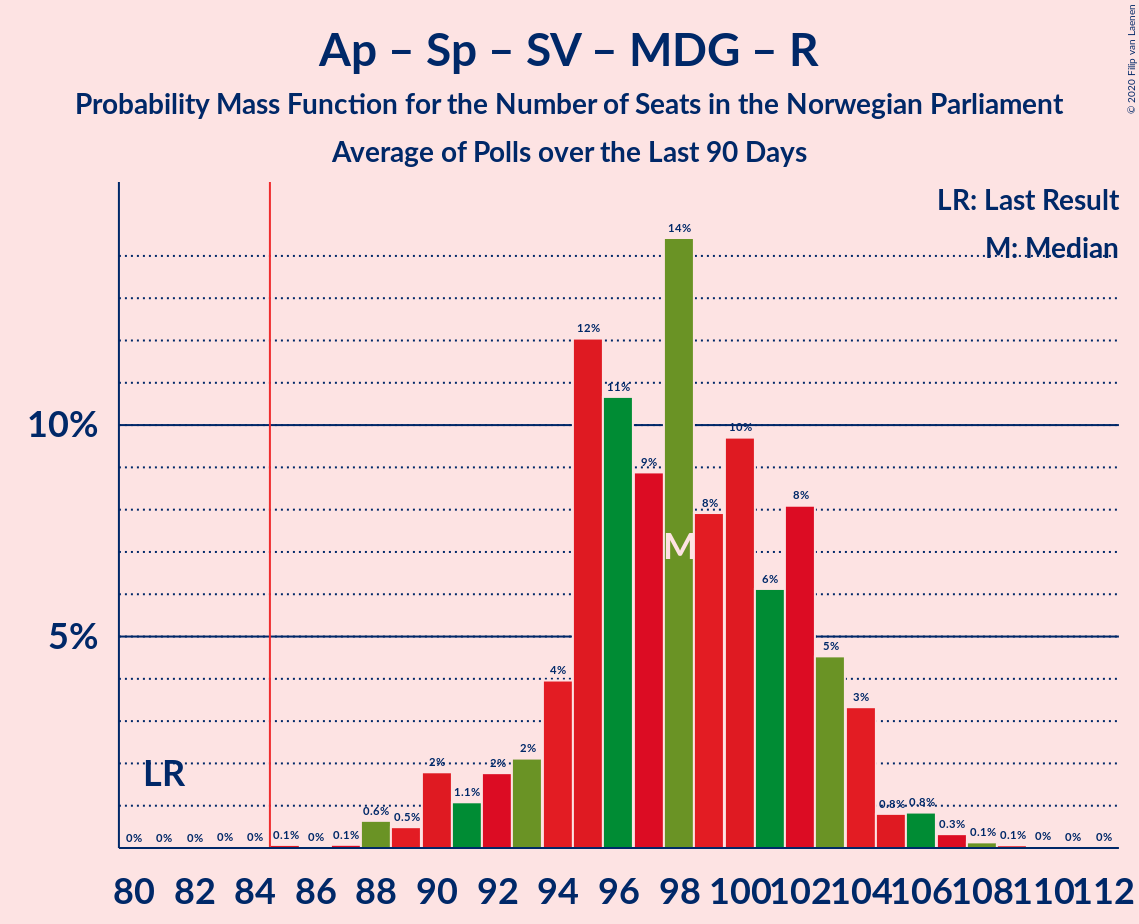 Ap – Sp – SV – MDG – R
Probability Mass Function for the Number of Seats in the Norwegian Parliament
Average of Polls over the Last 90 Days
© 2020 Filip van Laenen
LR: Last Result
M: Median
10%
5%
LR
M
0% 0% 0% 0% 0% 0.1% 0% 0.1% 0.6% 0.5% 2% 1.1% 2% 2% 4% 12% 11% 9% 14% 8% 10% 6% 8% 5% 3% 0.8% 0.8% 0.3% 0.1% 0.1% 0% 0% 0%
80 82 84 86 88 90 92 94 96 98 100 102 104 106 108 110 112